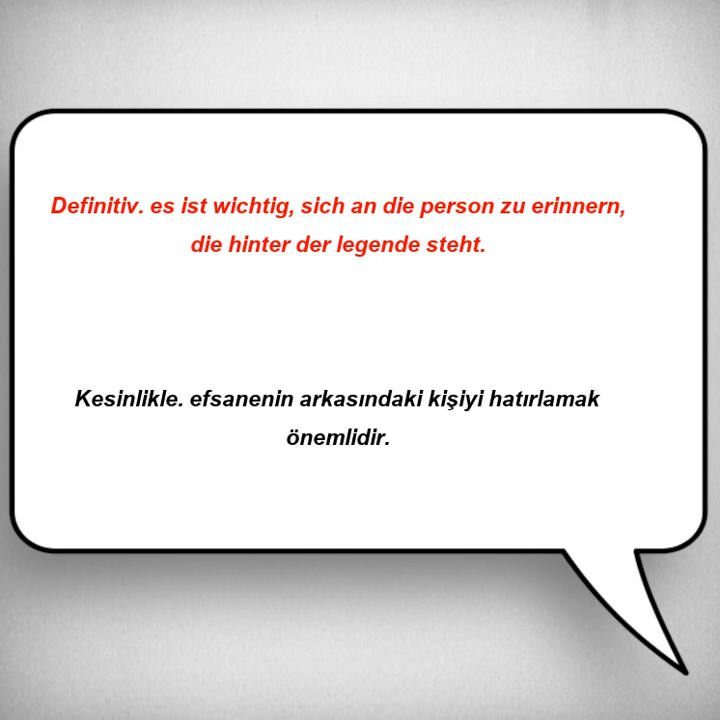 Definitiv. es ist wichtig, sich an die person zu erinnern,
die hinter der legende steht.
Kesinlikle. efsanenin arkasındaki kişiyi hatırlamak
önemlidir.